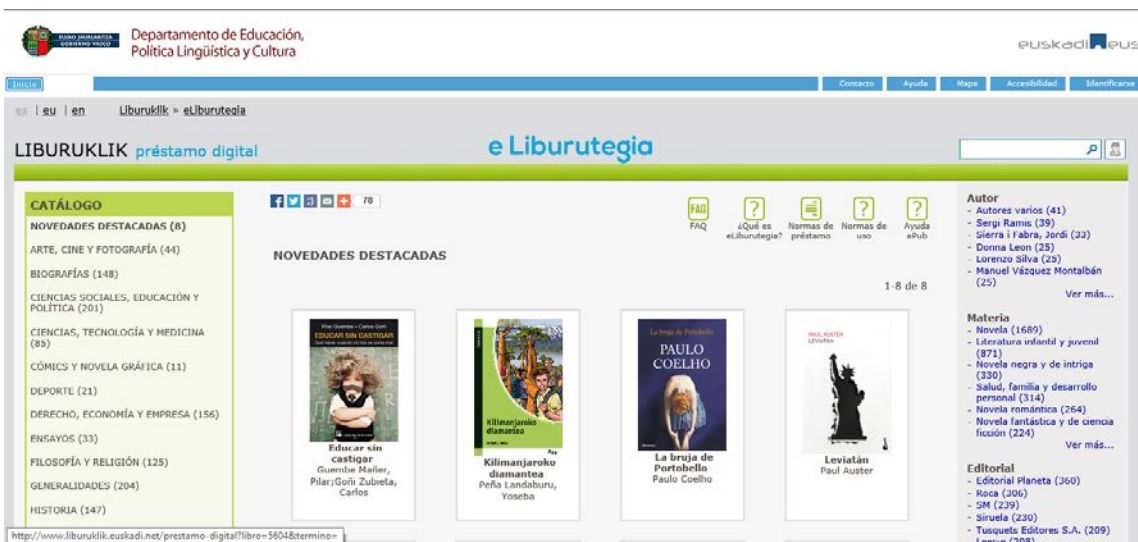 EUSKO JAURLARITZA
GOBIERNO VASCO
Departamento de Educación,
Política Lingüística y Cultura
euskadi eus
Inicio
Contacto
Ayuda
Mapa
Accesibilidad
Identificarse
es | eu | en
Liburuklik » eLiburutegia
LIBURUKLIK préstamo digital
e Liburutegia
CATÁLOGO
NOVEDADES DESTACADAS (8)
ARTE, CINE Y FOTOGRAFÍA (44)
BIOGRAFÍAS (148)
CIENCIAS SOCIALES, EDUCACIÓN Y
POLÍTICA (201)
CIENCIAS, TECNOLOGÍA Y MEDICINA
(85)
CÓMICS Y NOVELA GRÁFICA (11)
DEPORTE (21)
DERECHO, ECONOMÍA Y EMPRESA (156)
ENSAYOS (33)
FILOSOFÍA Y RELIGIÓN (125)
GENERALIDADES (204)
HISTORIA (147)
http://www.liburuklik.euskadi.net/prestamo-digital?libro=5604&termino=
78
FAQ
FAQ
¿Qué es
eLiburutegia?
Normas de
préstamo
Normas de
uso
Ayuda
ePub
NOVEDADES DESTACADAS
1-8 de 8
Pilar Guembe - Carlos Goñi
EDUCAR SIN CASTIGAR
Educar sin
castigar
Guembe Mañer,
Pilar;Goñi Zubieta,
Carlos
Kilimanjaroko
diamantea
Kilimanjaroko
diamantea
Peña Landaburu,
Yoseba
La bruja de Portobello
PAULO
COELHO
La bruja de
Portobello
Paulo Coelho
PAUL AUSTER
LEVIATÁN
Leviatán
Paul Auster
Autor
- Autores varios (41)
- Sergi Ramis (39)
- Sierra i Fabra, Jordi (33)
- Donna Leon (25)
- Lorenzo Silva (25)
- Manuel Vázquez Montalbán
(25)
Ver más...
Materia
- Novela (1689)
- Literatura infantil y juvenil
(871)
- Novela negra y de intriga
(330)
- Salud, familia y desarrollo
personal (314)
- Novela romántica (264)
- Novela fantástica y de ciencia
ficción (224)
Ver más...
Editorial
- Editorial Planeta (360)
- Roca (306)
- SM (239)
- Siruela (230)
- Tusquets Editores S.A. (209)